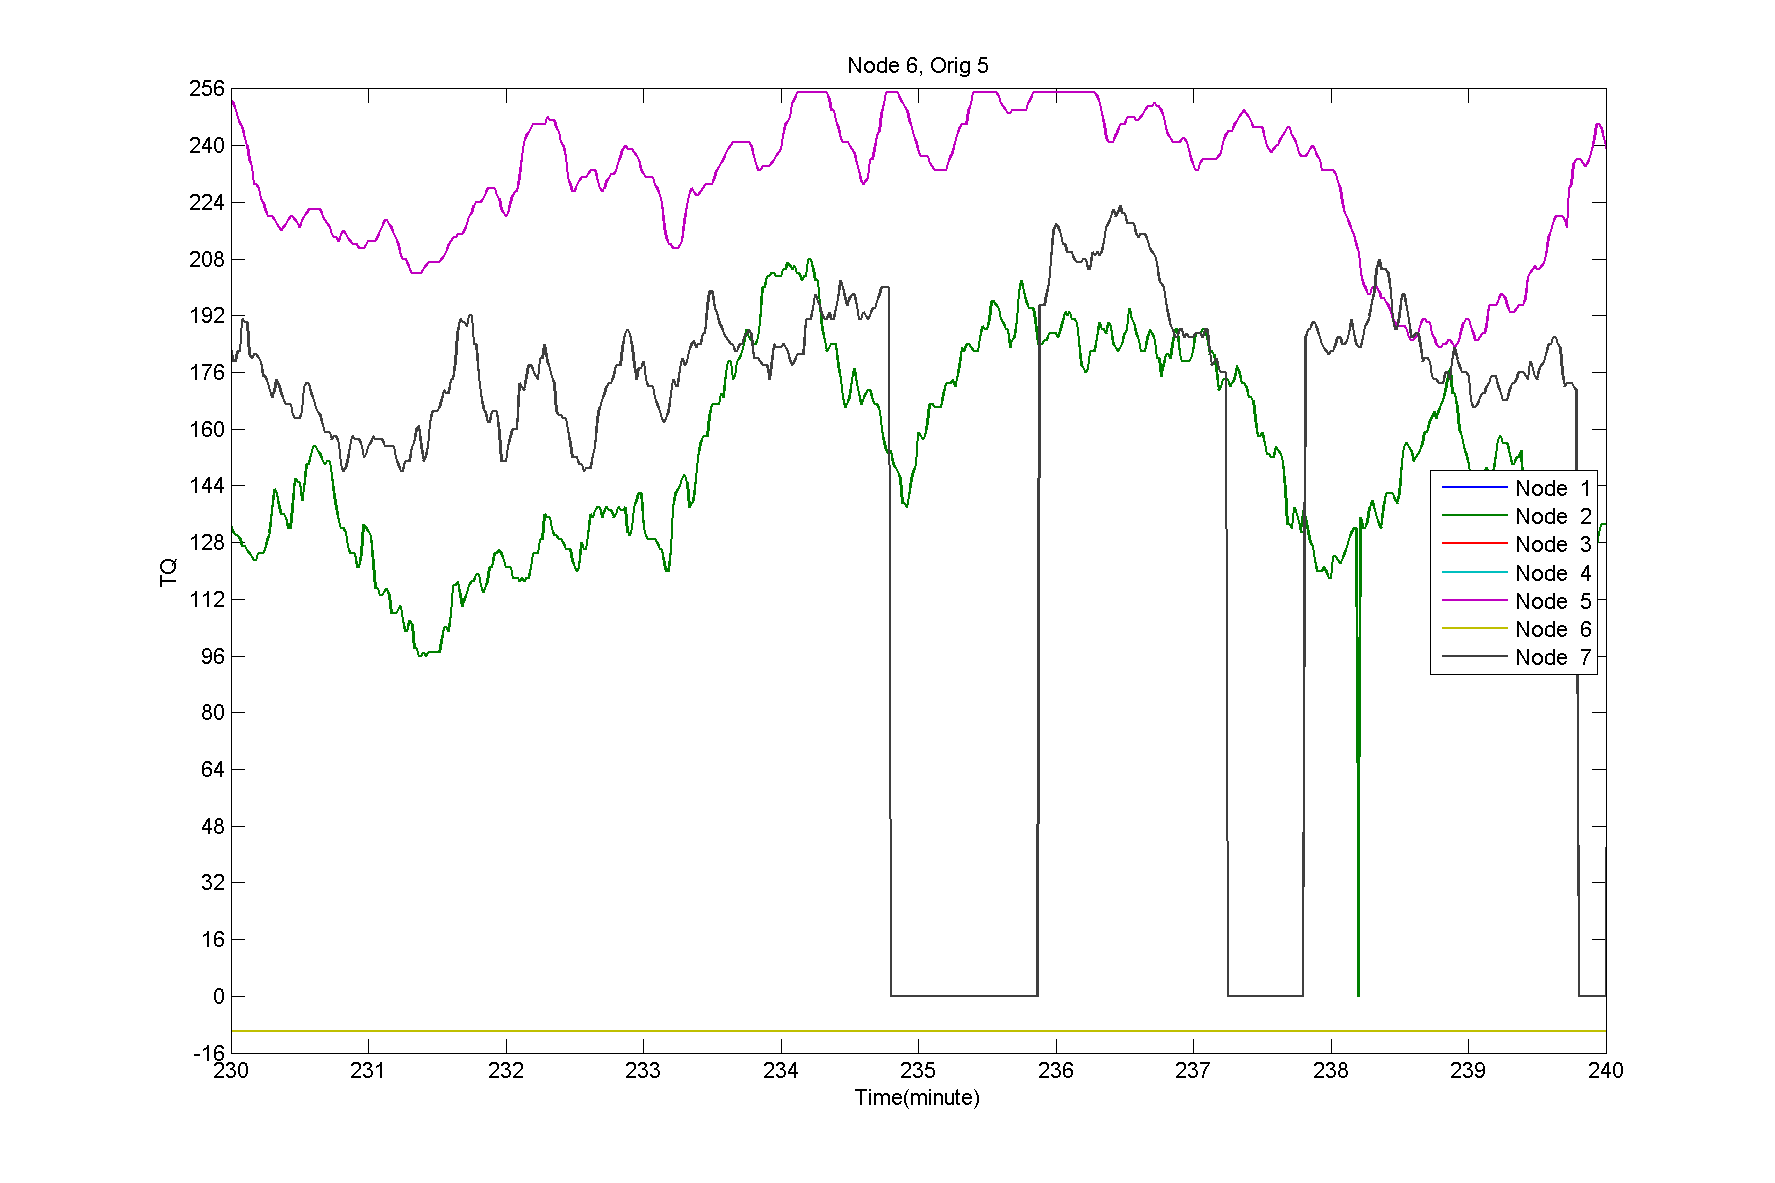 Node 6, Orig 5
256
240
224
208
192
176
160
144
128
112
96
80
64
48
32
16
0
-16
TQ
Node 1
Node 2
Node 3
Node 4
Node 5
Node 6
Node 7
230 231 232 233 234 235 236 237 238 239 240
Time(minute)